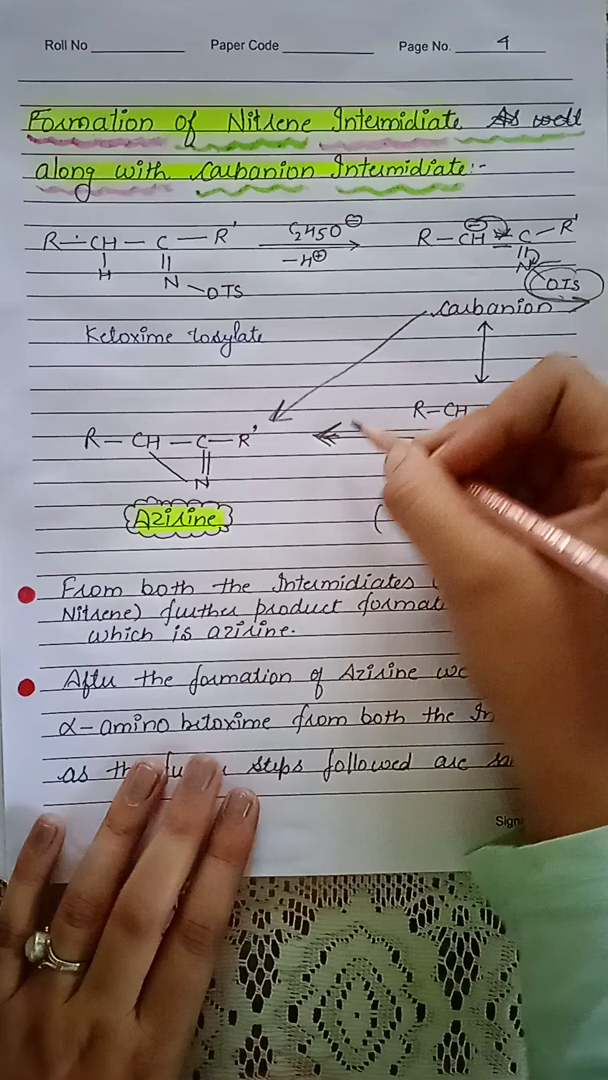 Roll No Paper Code Page No. 4
Formation of Nitrene Intermidiate As well
along with Carbanion Intermidiate:-
R — CH — C — R' C2H5O⊖ R — CH — C — R'
H || -H⊕ ||
N — OTS N OTS
Carbanion
Ketoxime tosylate
R — CH
R — CH — C — R'
||
N
Azirine (
From both the Intermidiates (
Nitrene) further product format
which is azirine.
After the formation of Azirine we
α-amino ketoxime from both the In
as the steps followed are sa
Sign